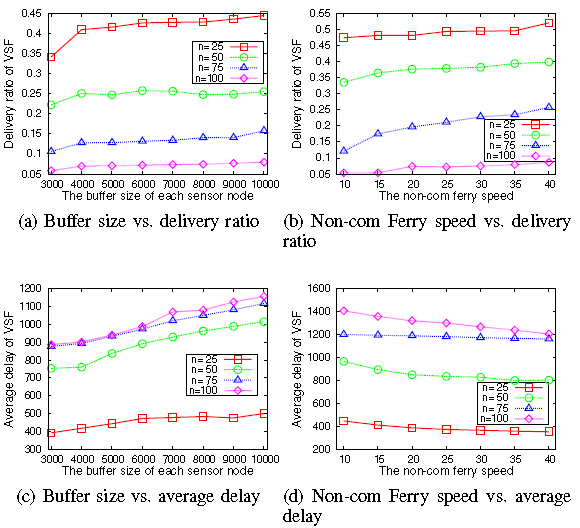 0.45
0.4
0.35
0.3
0.25
0.2
0.15
0.1
0.05
Delivery ratio of VSF
n= 25
n= 50
n= 75
n=100
3000 4000 5000 6000 7000 8000 9000 10000
The buffer size of each sensor node
(a) Buffer size vs. delivery ratio
0.55
0.5
0.45
0.4
0.35
0.3
0.25
0.2
0.15
0.1
0.05
Delivery ratio of VSF
n= 25
n= 50
n= 75
n=100
10 15 20 25 30 35 40
The non-com ferry speed
(b) Non-com Ferry speed vs. delivery
ratio
1200
1100
1000
900
800
700
600
500
400
300
Average delay of VSF
n= 25
n= 50
n= 75
n=100
3000 4000 5000 6000 7000 8000 9000 10000
The buffer size of each sensor node
(c) Buffer size vs. average delay
1600
1400
1200
1000
800
600
400
200
Average delay of VSF
n= 25
n= 50
n= 75
n=100
10 15 20 25 30 35 40
The non-com ferry speed
(d) Non-com Ferry speed vs. average
delay